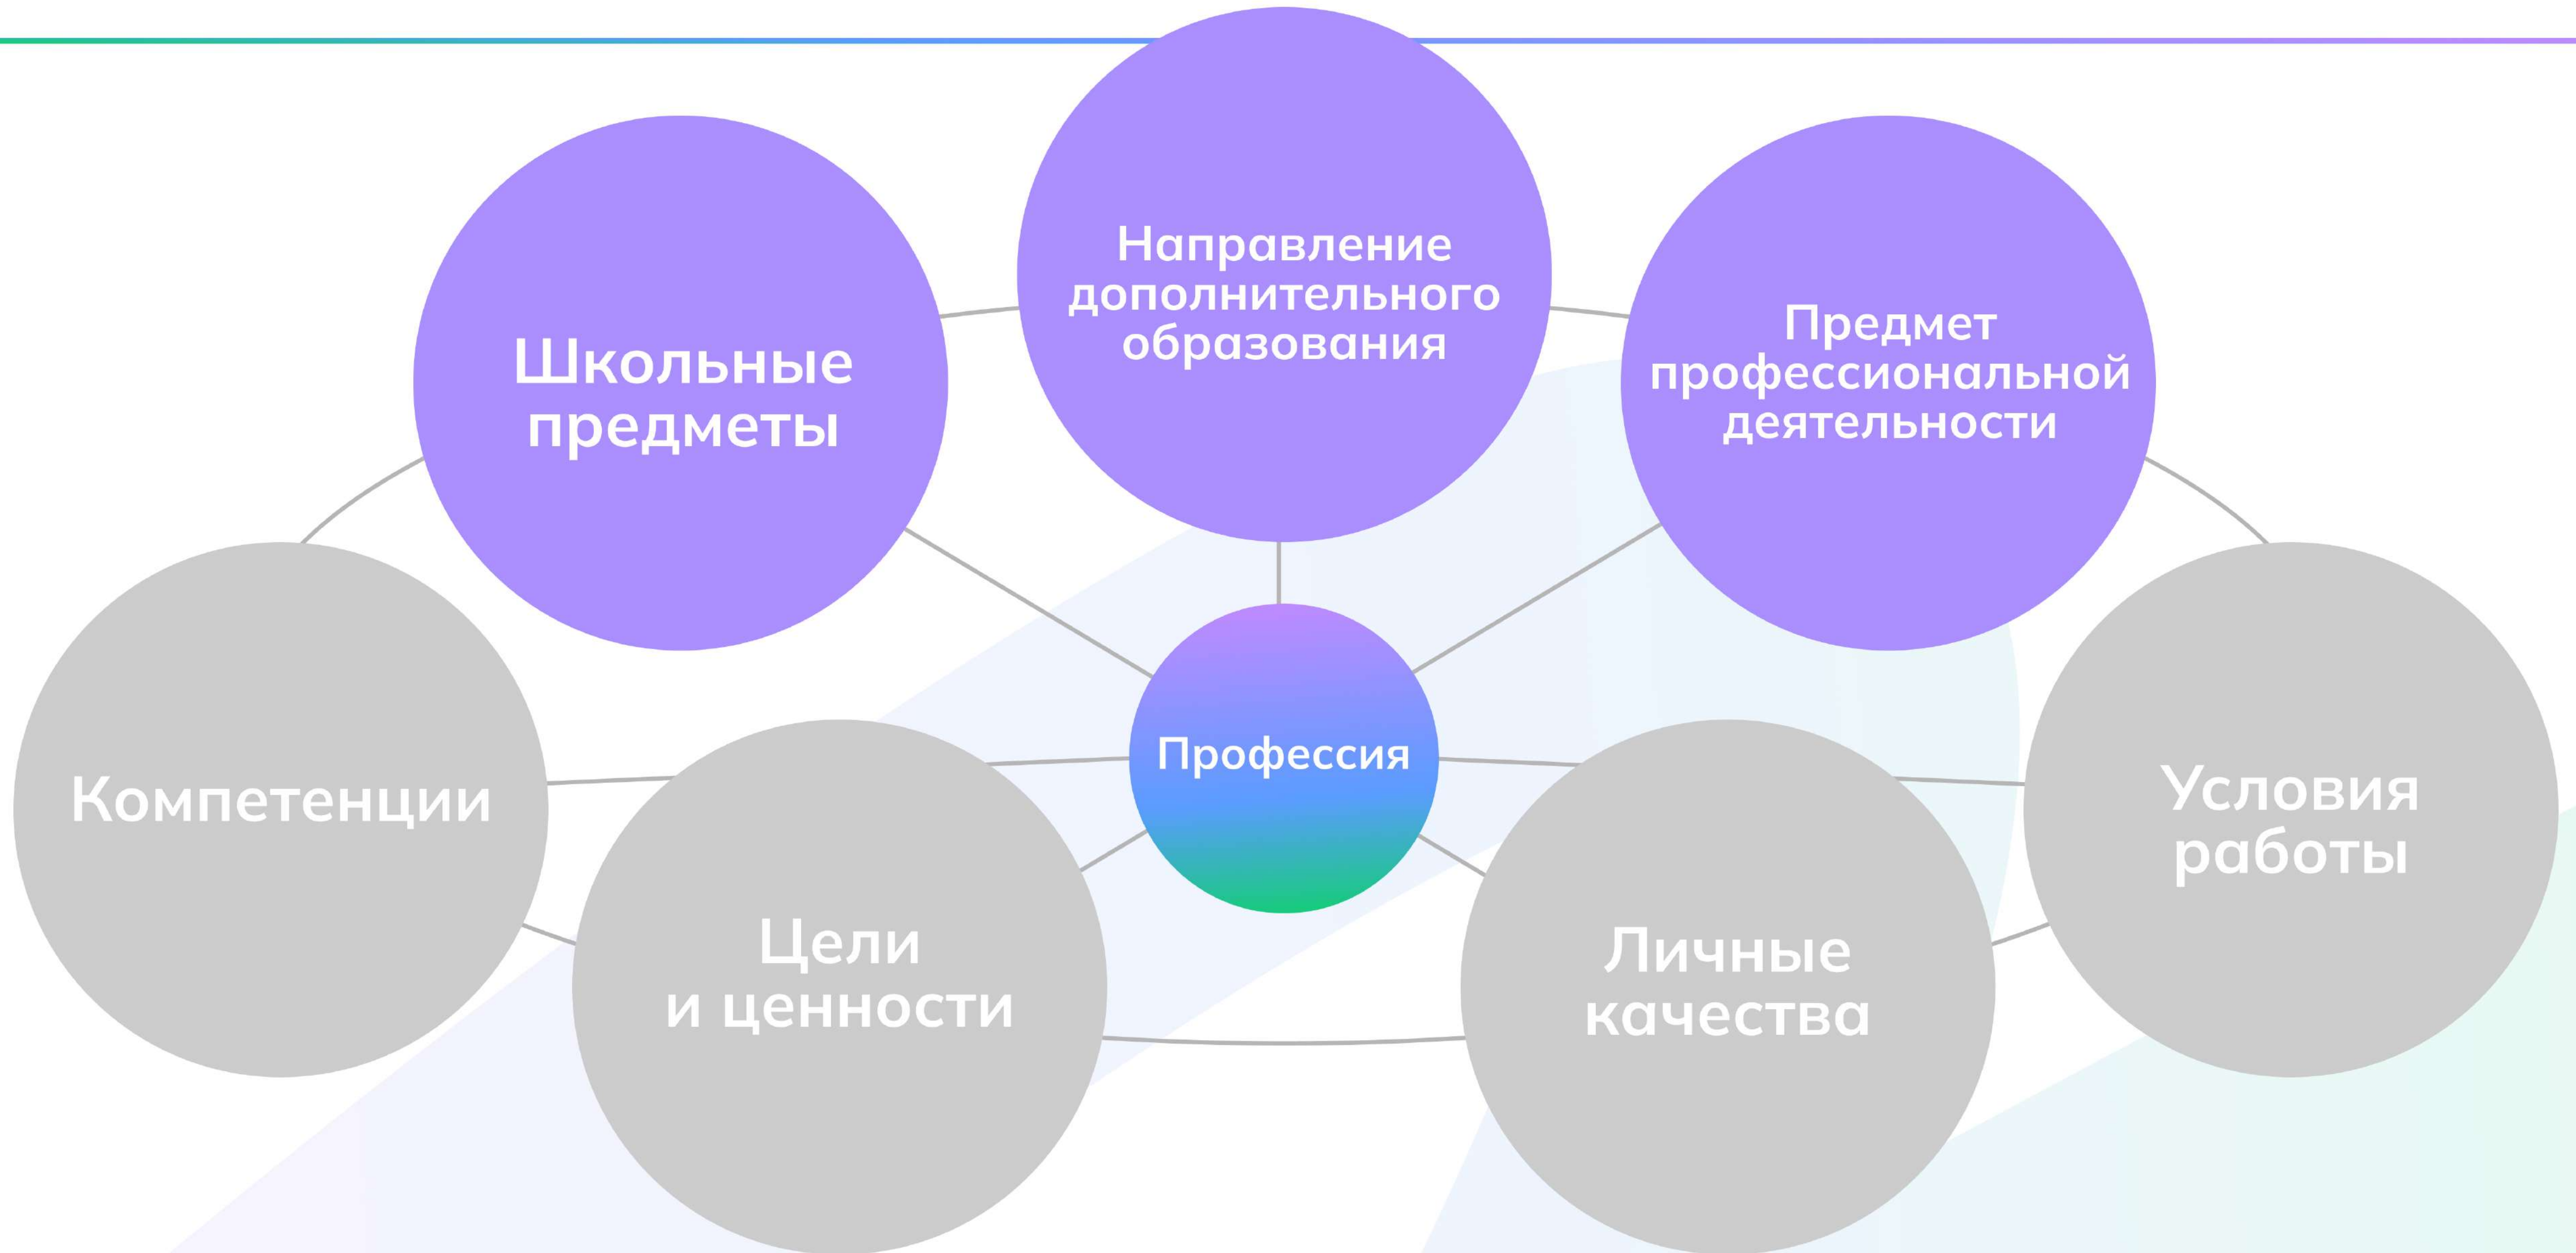 Направление
дополнительного
образования
Школьные
предметы
Предмет
профессиональной
деятельности
Профессия
Компетенции
Условия
работы
Цели
и ценности
Личные
качества